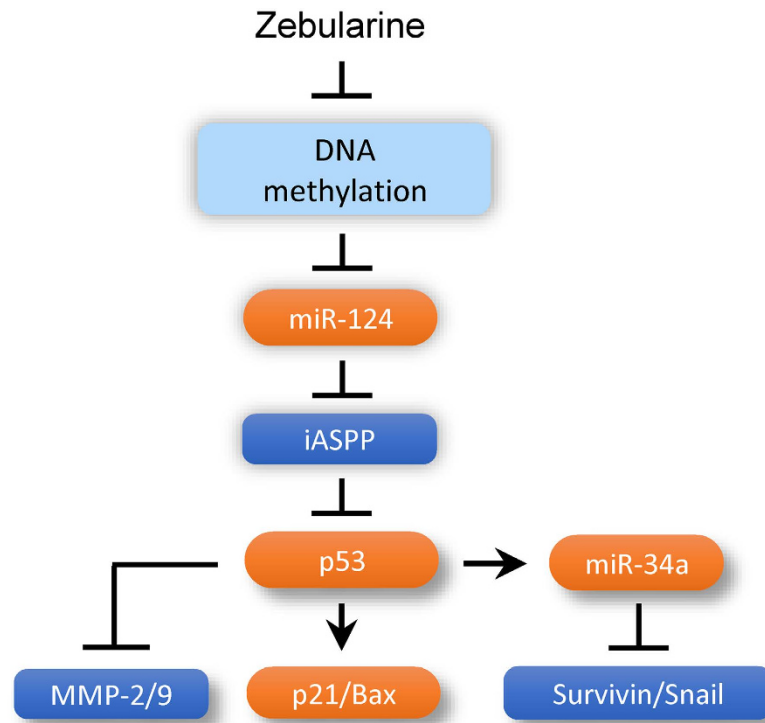 Zebularine
DNA
methylation
miR-124
iASPP
p53
miR-34a
MMP-2/9
p21/Bax
Survivin/Snail